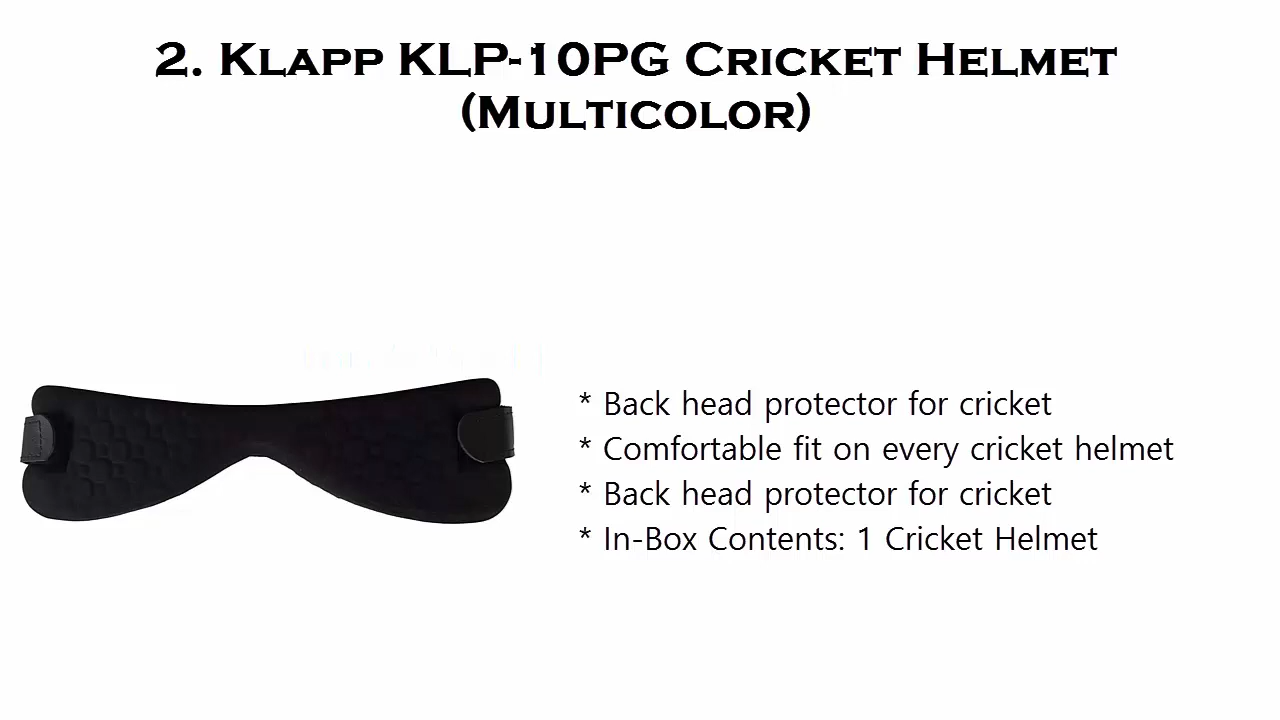 2. Klapp KLP-10PG Cricket Helmet
(Multicolor)
* Back head protector for cricket
* Comfortable fit on every cricket helmet
* Back head protector for cricket
* In-Box Contents: 1 Cricket Helmet